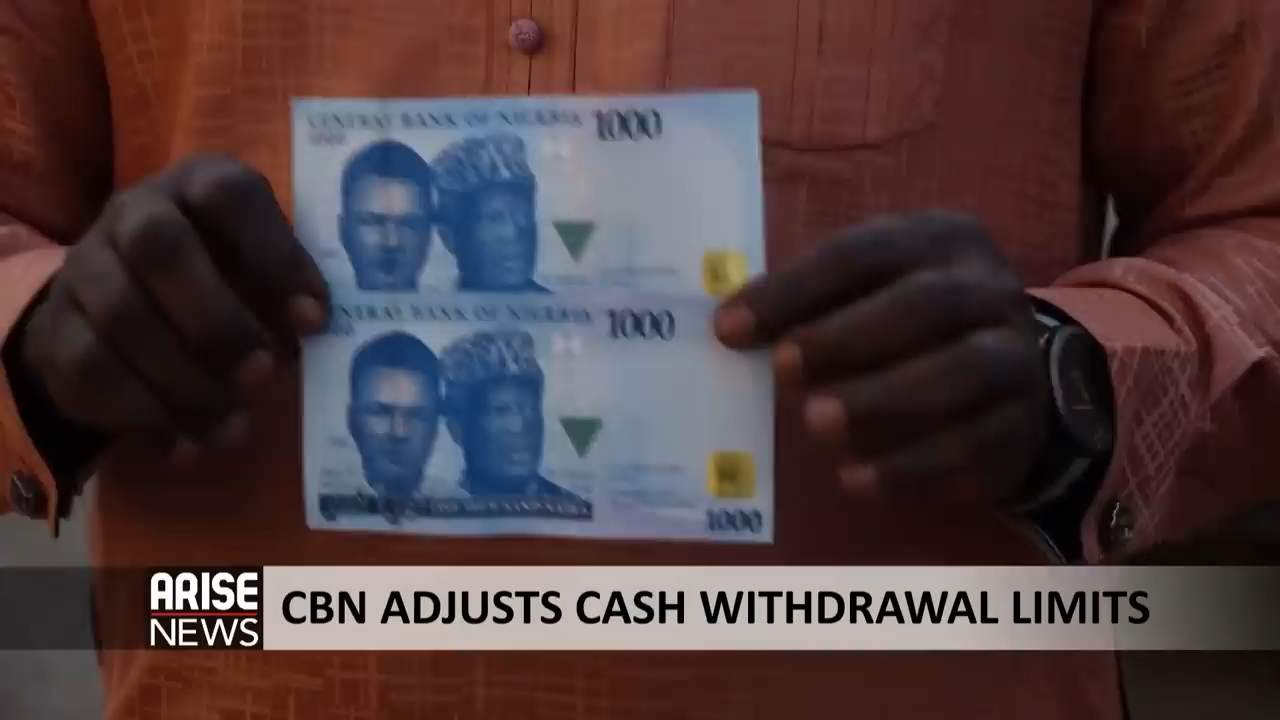 CENTRAL BANK OF NIGERIA 1000
CENTRAL BANK OF NIGERIA 1000
1000
ARISE
NEWS
CBN ADJUSTS CASH WITHDRAWAL LIMITS